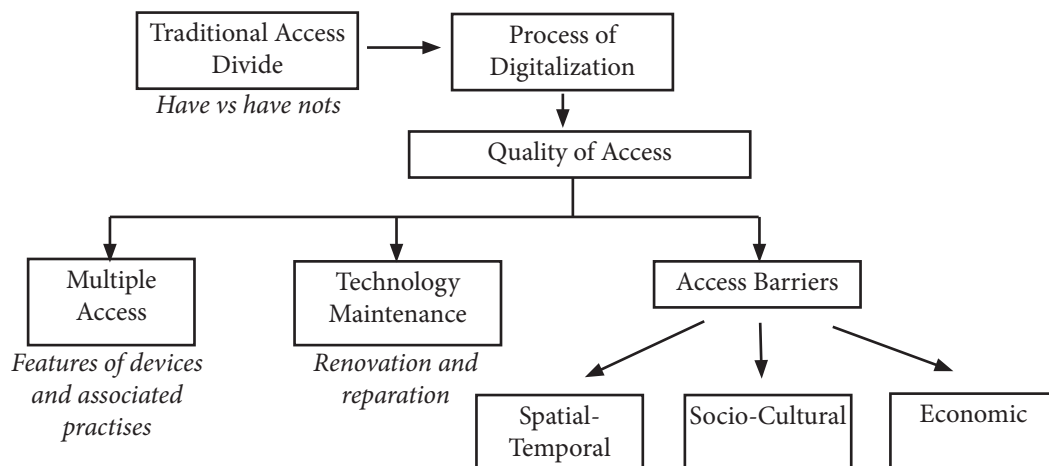 Traditional Access
Divide
Have vs have nots
Process of
Digitalization
Quality of Access
Multiple
Access
Features of devices
and associated
practises
Technology
Maintenance
Renovation and
reparation
Access Barriers
Spatial-
Temporal
Socio-Cultural
Economic